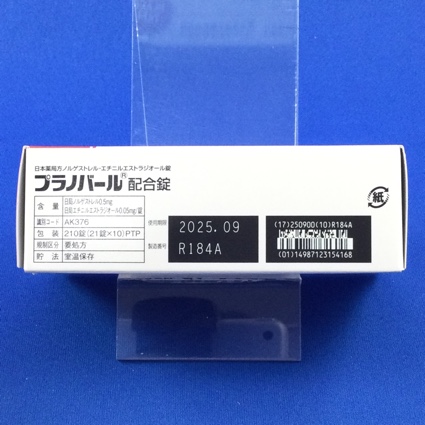 日本薬局方ノルゲストレル・エチニルエストラジオール錠
プラノバール®配合錠
含量 日局ノルゲストレル0.5mg
日局エチニルエストラジオール0.05mg/錠
識別コード AK376
包装 210錠(21錠×10)PTP
規制区分 要処方
貯法 室温保存
使用期限 2025.09
製造番号 R184A
(17)250900(10)R184A
(01)14987123154168
紙